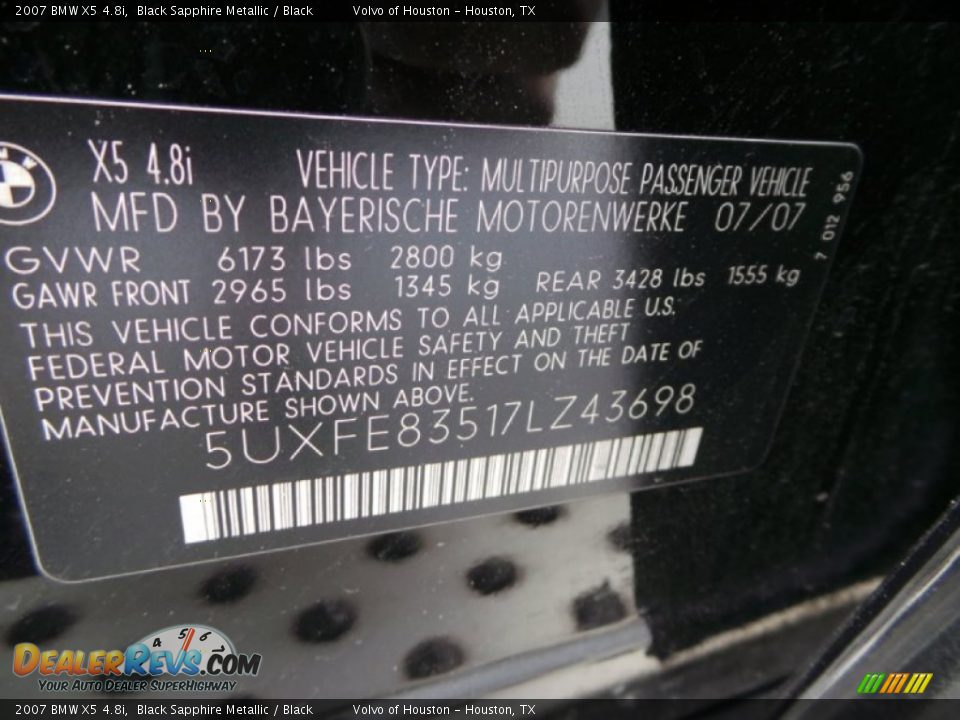 2007 BMW X5 4.8i, Black Sapphire Metallic / Black Volvo of Houston - Houston, TX
X5 4.8i VEHICLE TYPE: MULTIPURPOSE PASSENGER VEHICLE
MFD BY BAYERISCHE MOTORENWERKE 07/07
7 012 956
GVWR 6173 lbs 2800 kg
GAWR FRONT 2965 lbs 1345 kg REAR 3428 lbs 1555 kg
THIS VEHICLE CONFORMS TO ALL APPLICABLE U.S.
FEDERAL MOTOR VEHICLE SAFETY AND THEFT
PREVENTION STANDARDS IN EFFECT ON THE DATE OF
MANUFACTURE SHOWN ABOVE.
5UXFE83517LZ43698
4 5 6
DEALERREVS.COM
YOUR AUTO DEALER SUPERHIGHWAY
2007 BMW X5 4.8i, Black Sapphire Metallic / Black Volvo of Houston - Houston, TX